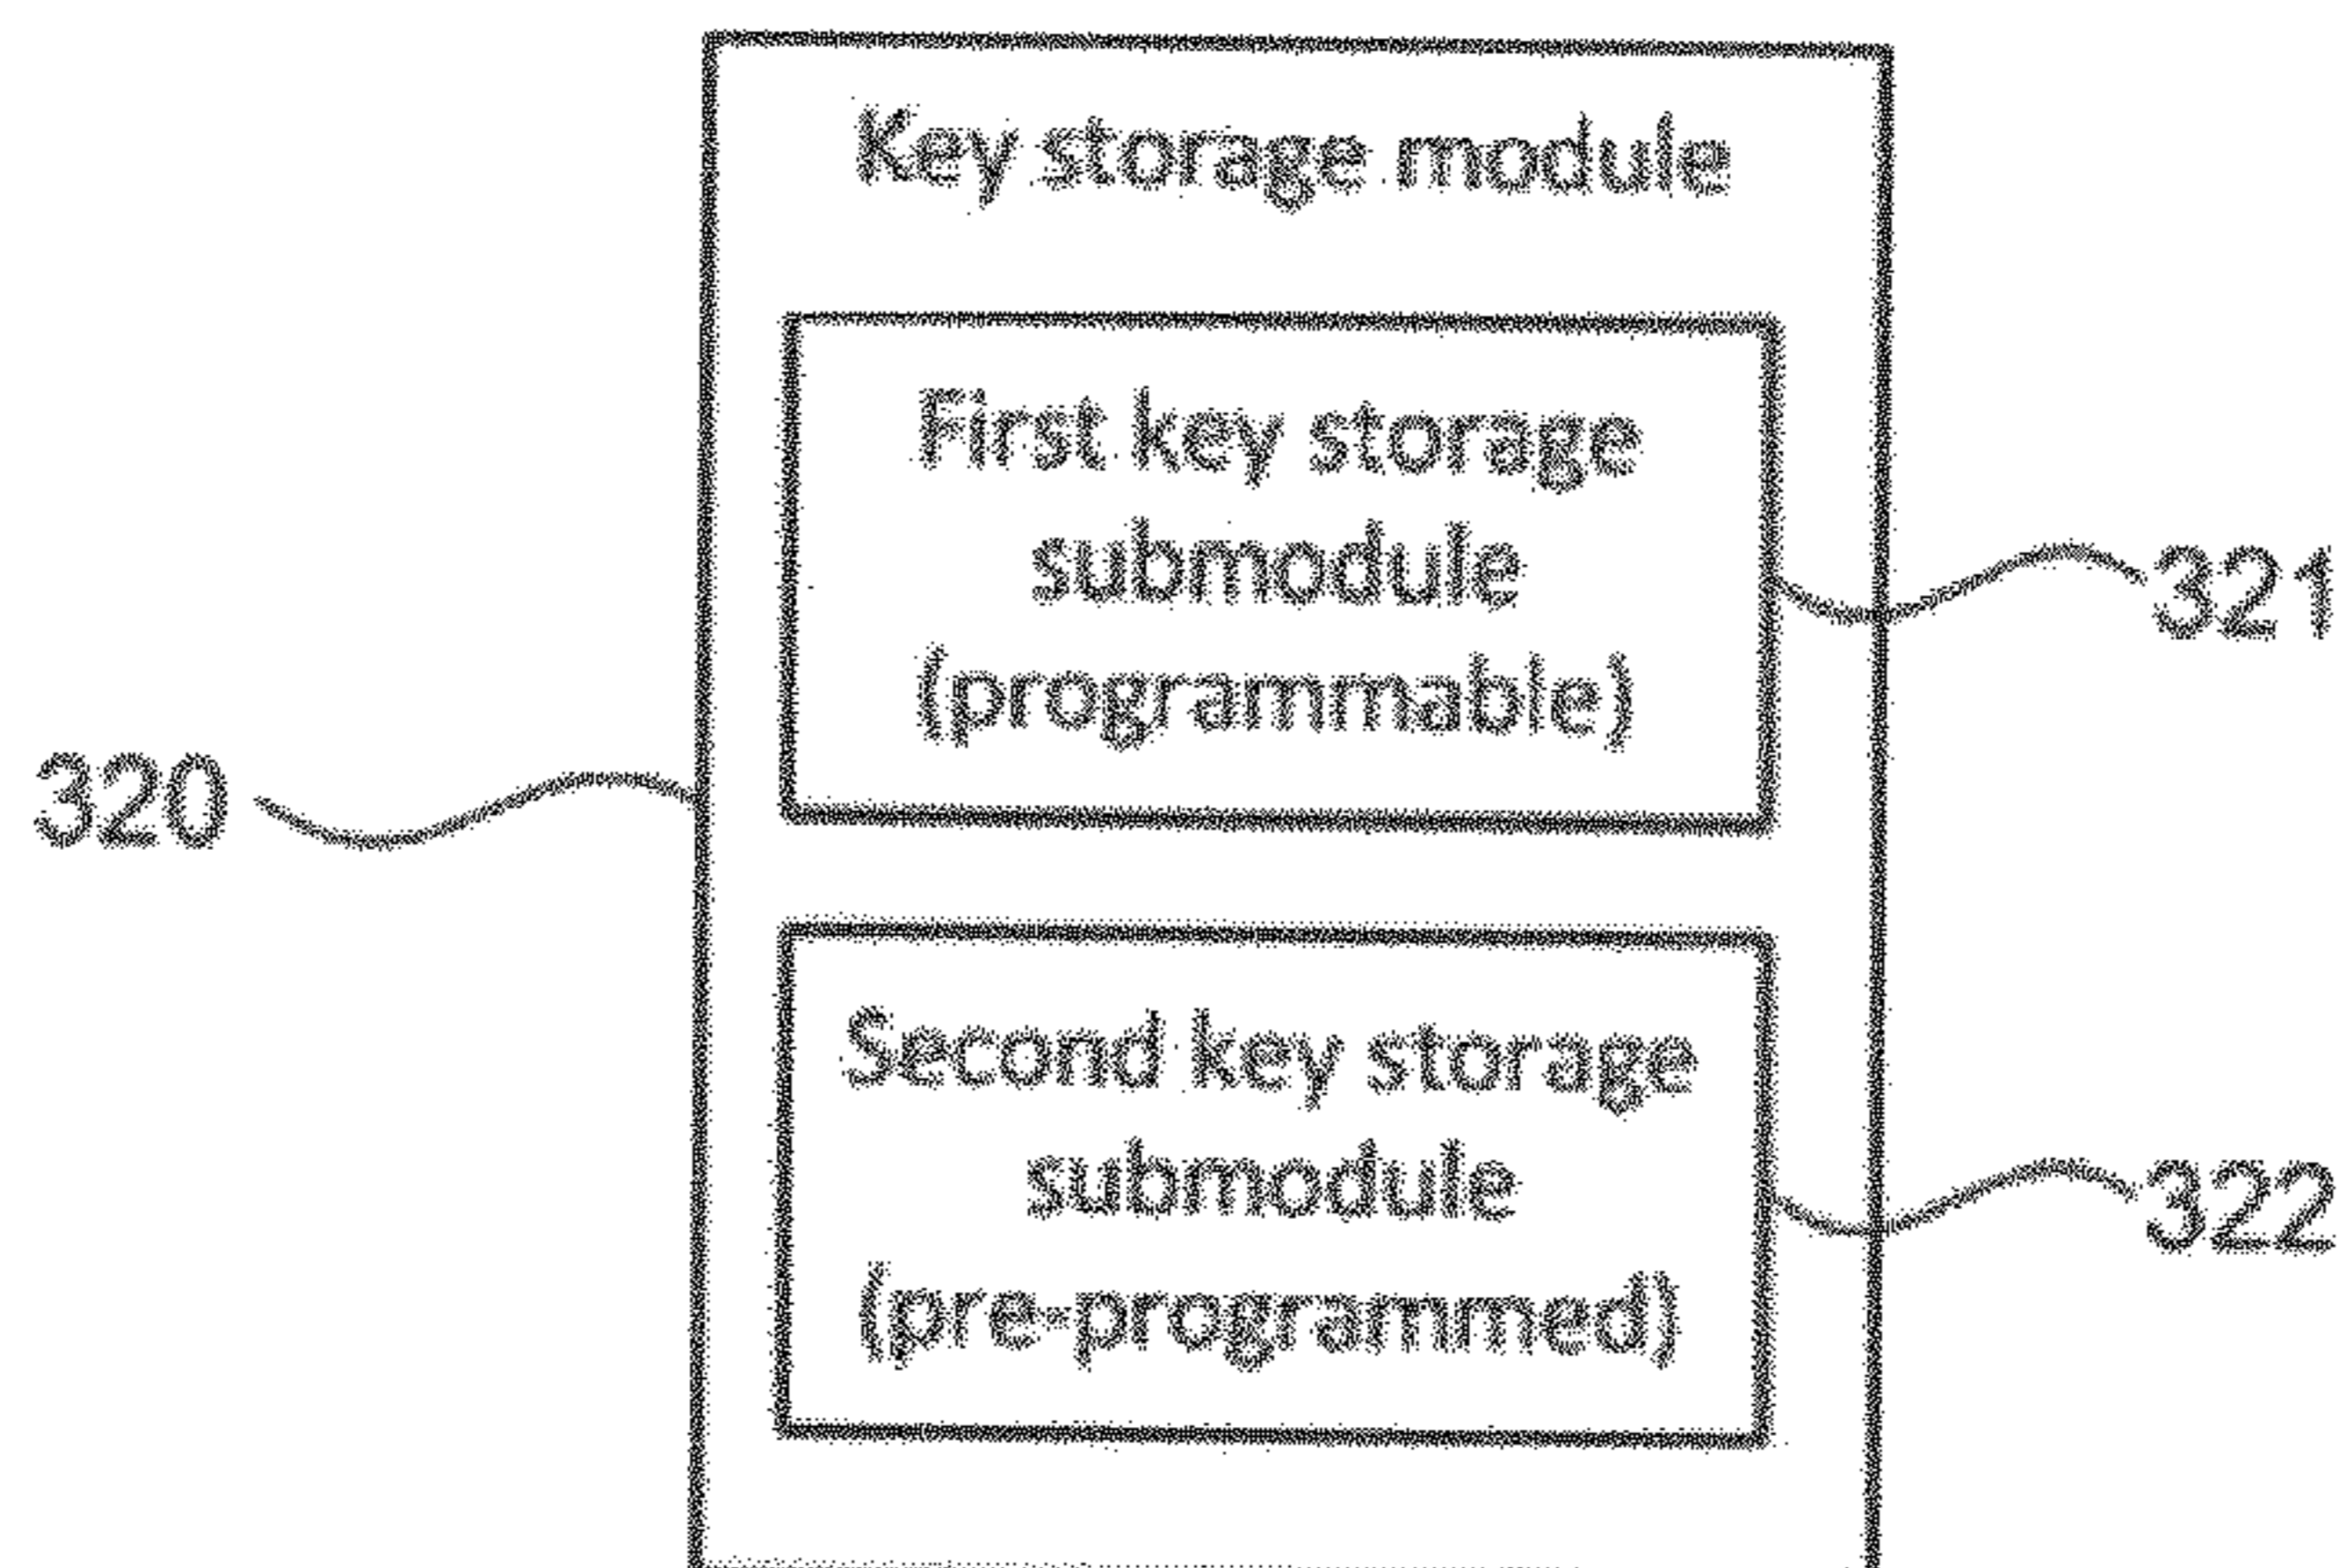 Key storage module
First key storage
submodule
(programmable)
321
320
Second key storage
submodule
(pre-programmed)
322